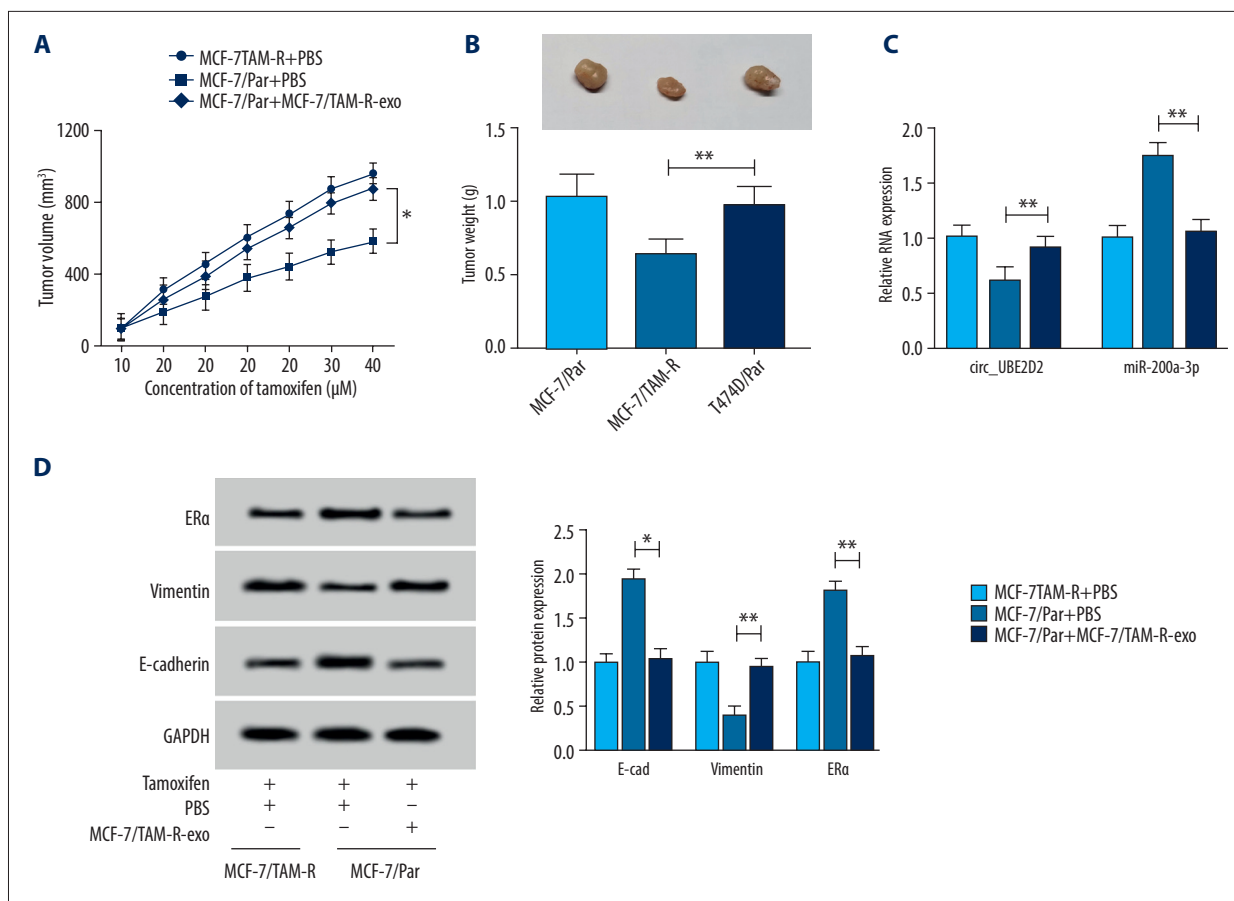 A
MCF-7TAM-R+PBS
MCF-7/Par+PBS
MCF-7/Par+MCF-7/TAM-R-exo
1200
800
400
0
Tumor volume (mm³)
10 20 20 20 20 30 40
Concentration of tamoxifen (μM)
*
B
1.5
1.0
0.5
0.0
Tumor weight (g)
**
MCF-7/Par
MCF-7/TAM-R
T474D/Par
C
2.0
1.5
1.0
0.5
0.0
Relative RNA expression
**
**
circ_UBE2D2 miR-200a-3p
D
ERα
Vimentin
E-cadherin
GAPDH
Tamoxifen + + +
PBS + + –
MCF-7/TAM-R-exo – – +
MCF-7/TAM-R MCF-7/Par
2.5
2.0
1.5
1.0
0.5
0.0
Relative protein expression
*
**
**
E-cad Vimentin ERα
MCF-7TAM-R+PBS
MCF-7/Par+PBS
MCF-7/Par+MCF-7/TAM-R-exo